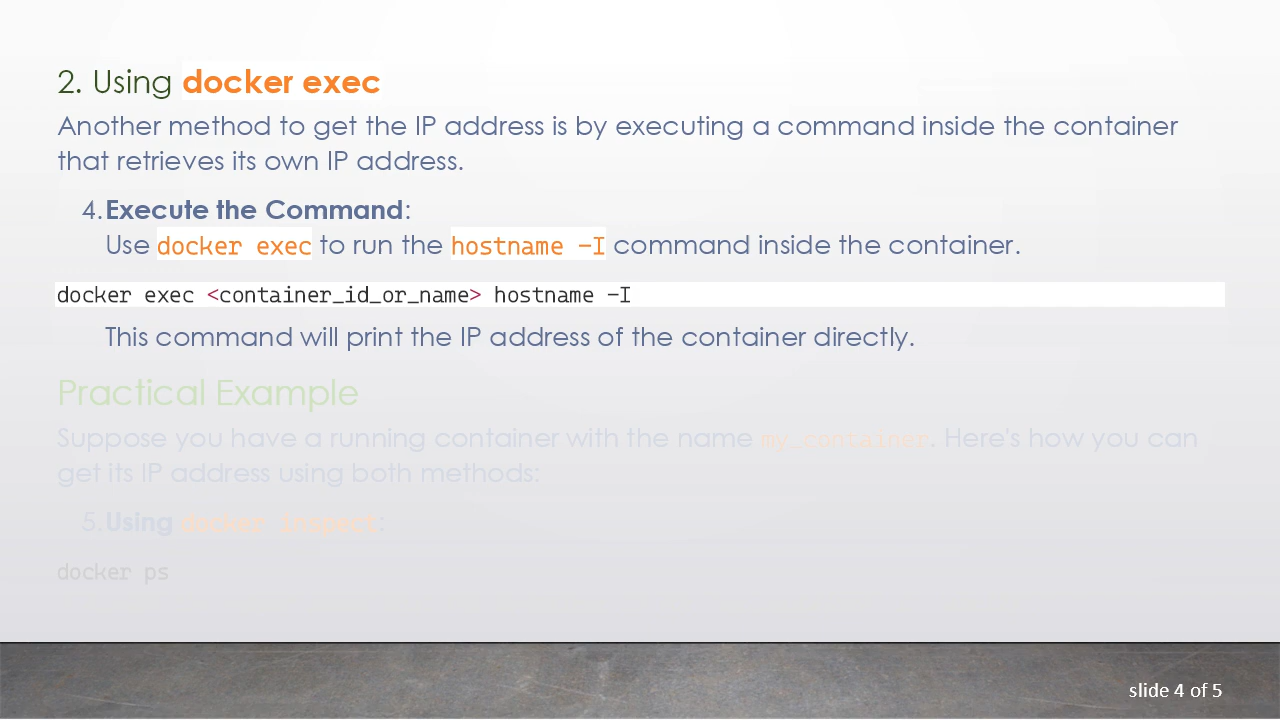 2. Using docker exec
Another method to get the IP address is by executing a command inside the container
that retrieves its own IP address.
4. Execute the Command:
Use docker exec to run the hostname -I command inside the container.
docker exec <container_id_or_name> hostname -I
This command will print the IP address of the container directly.
Practical Example
Suppose you have a running container with the name my_container. Here's how you can
get its IP address using both methods:
5. Using docker inspect:
docker ps
slide 4 of 5